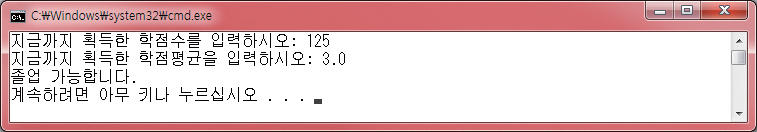 C:₩Windows₩system32₩cmd.exe
지금까지 획득한 학점수를 입력하시오: 125
지금까지 획득한 학점평균을 입력하시오: 3.0
졸업 가능합니다.
계속하려면 아무 키나 누르십시오 . . .